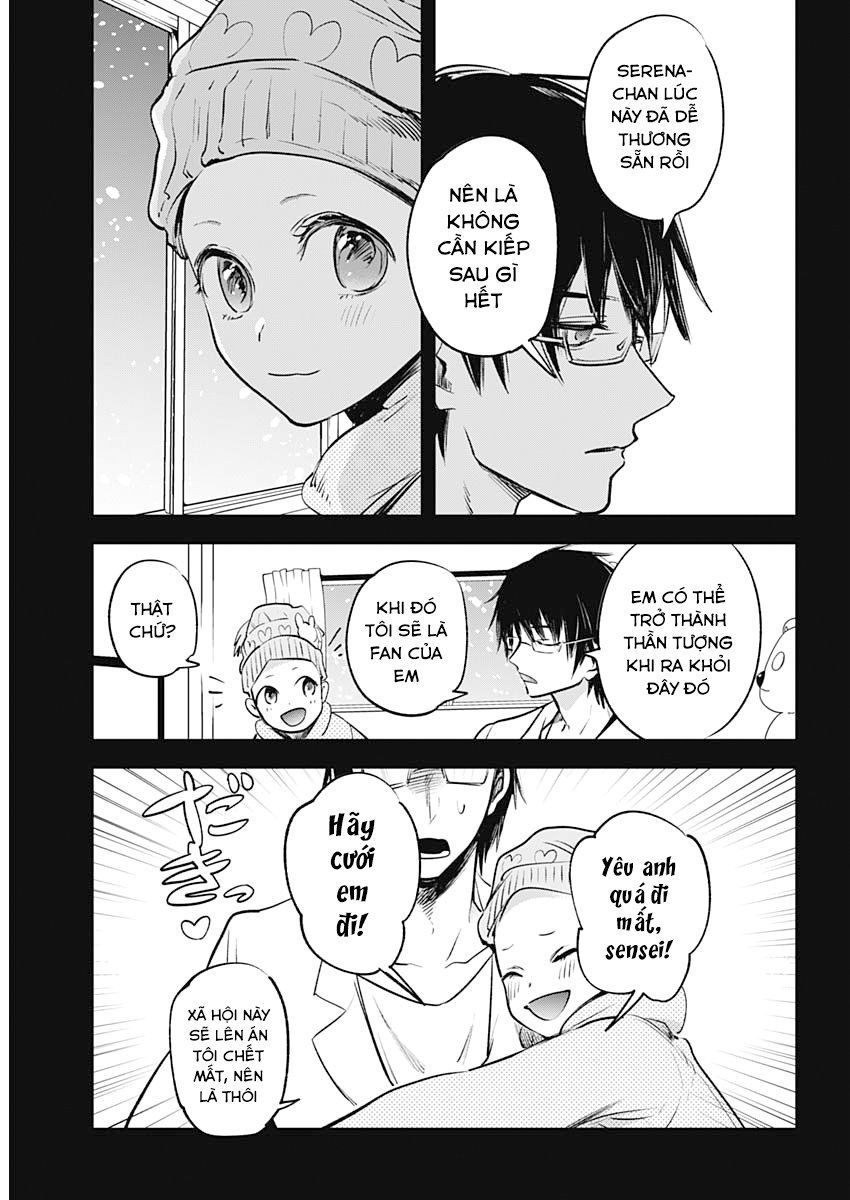 SERENA-
CHAN LÚC
NÀY ĐÃ DỄ
THƯƠNG
SẴN RỒI
NÊN LÀ
KHÔNG
CẦN KIẾP
SAU GÌ
HẾT
EM CÓ THỂ
TRỞ THÀNH
THẦN TƯỢNG
KHI RA KHỎI
ĐÂY ĐÓ
KHI ĐÓ
TÔI SẼ LÀ
FAN CỦA
EM
THẬT
CHỨ?
Yêu anh
quá đi
mất,
sensei!
Hãy
cưới
em
đi!
だきっ♡
XÃ HỘI NÀY
SẼ LÊN ÁN
TÔI CHẾT
MẤT, NÊN
LÀ THÔI